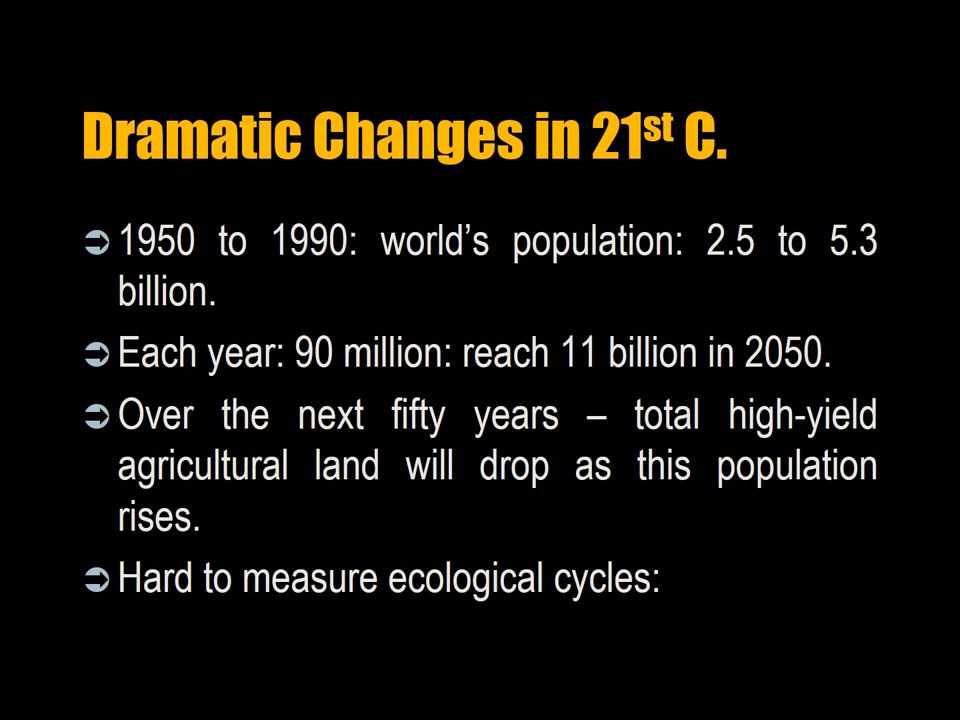 Dramatic Changes in 21st C.
1950 to 1990: world’s population: 2.5 to 5.3
billion.
Each year: 90 million: reach 11 billion in 2050.
Over the next fifty years – total high-yield
agricultural land will drop as this population
rises.
Hard to measure ecological cycles: